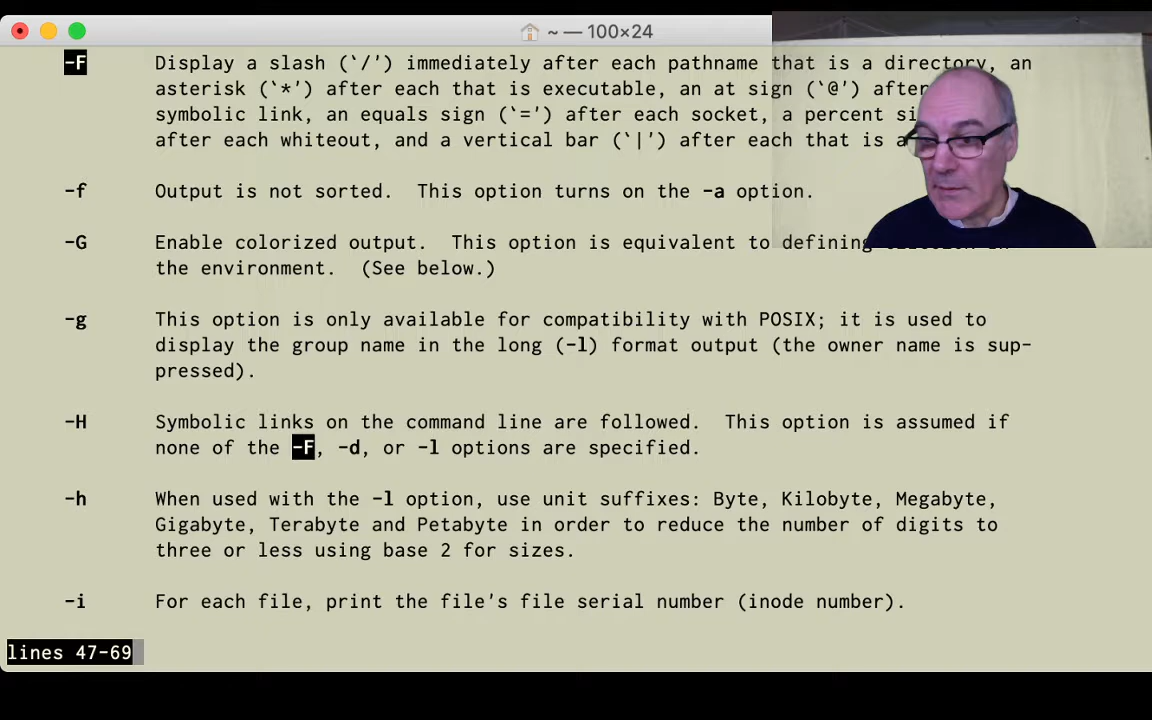 ~ — 100×24
-F Display a slash (`/') immediately after each pathname that is a directory, an
asterisk (`*') after each that is executable, an at sign (`@') after
symbolic link, an equals sign (`=') after each socket, a percent
after each whiteout, and a vertical bar (`|') after each that is a
-f Output is not sorted. This option turns on the -a option.
-G Enable colorized output. This option is equivalent to defining in
the environment. (See below.)
-g This option is only available for compatibility with POSIX; it is used to
display the group name in the long (-l) format output (the owner name is sup-
pressed).
-H Symbolic links on the command line are followed. This option is assumed if
none of the -F, -d, or -l options are specified.
-h When used with the -l option, use unit suffixes: Byte, Kilobyte, Megabyte,
Gigabyte, Terabyte and Petabyte in order to reduce the number of digits to
three or less using base 2 for sizes.
-i For each file, print the file's file serial number (inode number).
lines 47-69